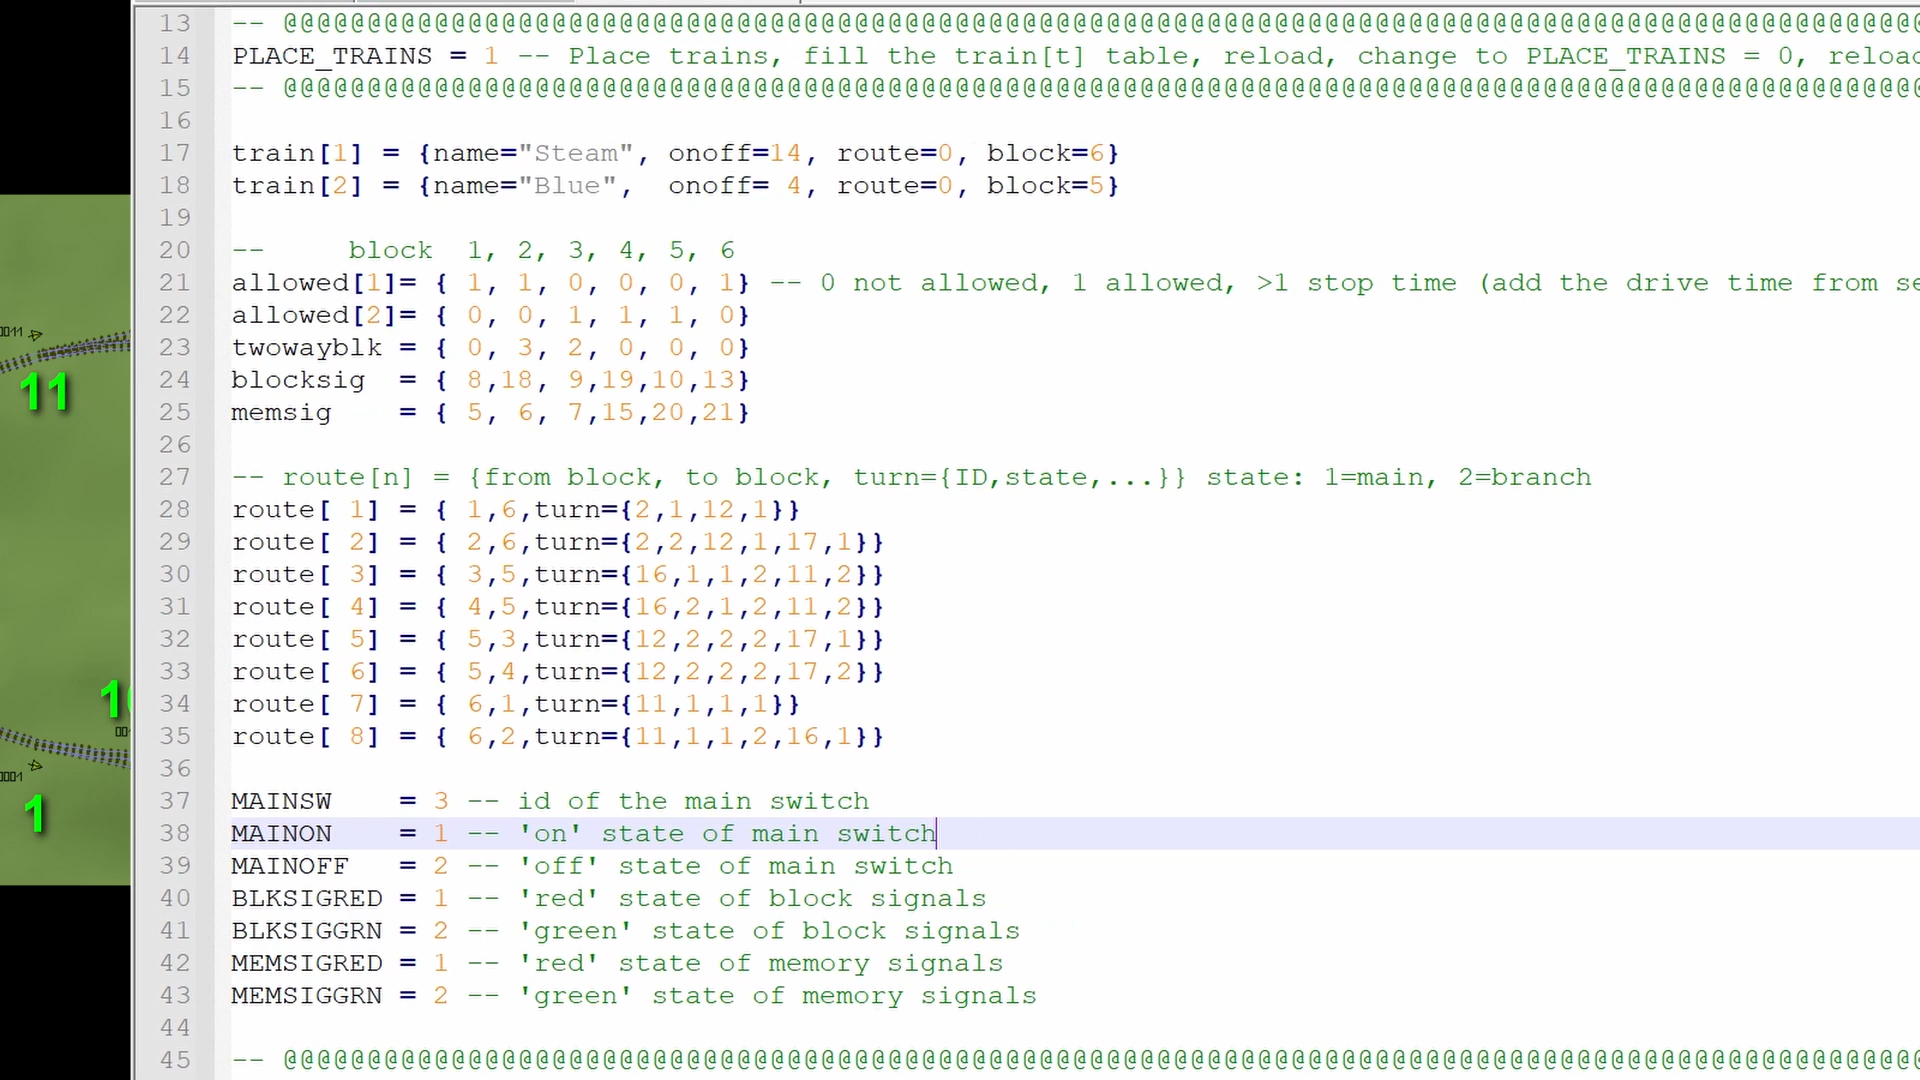 13 -- @@@@@@@@@@@@@@@@@@@@@@@@@@@@@@@@@@@@@@@@@@@@@@@@@@@@@@@@@@@@@@@@@@@@@@@@@@@@@@@@@@@@@@@@@@@@@@@@@@
14 PLACE_TRAINS = 1 -- Place trains, fill the train[t] table, reload, change to PLACE_TRAINS = 0, reloa
15 -- @@@@@@@@@@@@@@@@@@@@@@@@@@@@@@@@@@@@@@@@@@@@@@@@@@@@@@@@@@@@@@@@@@@@@@@@@@@@@@@@@@@@@@@@@@@@@@@@@@
16
17 train[1] = {name="Steam", onoff=14, route=0, block=6}
18 train[2] = {name="Blue",  onoff= 4, route=0, block=5}
19
20 --     block  1, 2, 3, 4, 5, 6
21 allowed[1]= { 1, 1, 0, 0, 0, 1} -- 0 not allowed, 1 allowed, >1 stop time (add the drive time from se
22 allowed[2]= { 0, 0, 1, 1, 1, 0}
23 twowayblk = { 0, 3, 2, 0, 0, 0}
24 blocksig  = { 8,18, 9,19,10,13}
25 memsig    = { 5, 6, 7,15,20,21}
26
27 -- route[n] = {from block, to block, turn={ID,state,...}} state: 1=main, 2=branch
28 route[ 1] = { 1,6,turn={2,1,12,1}}
29 route[ 2] = { 2,6,turn={2,2,12,1,17,1}}
30 route[ 3] = { 3,5,turn={16,1,1,2,11,2}}
31 route[ 4] = { 4,5,turn={16,2,1,2,11,2}}
32 route[ 5] = { 5,3,turn={12,2,2,2,17,1}}
33 route[ 6] = { 5,4,turn={12,2,2,2,17,2}}
34 route[ 7] = { 6,1,turn={11,1,1,1}}
35 route[ 8] = { 6,2,turn={11,1,1,2,16,1}}
36
37 MAINSW    = 3 -- id of the main switch
38 MAINON    = 1 -- 'on' state of main switch
39 MAINOFF   = 2 -- 'off' state of main switch
40 BLKSIGRED = 1 -- 'red' state of block signals
41 BLKSIGGRN = 2 -- 'green' state of block signals
42 MEMSIGRED = 1 -- 'red' state of memory signals
43 MEMSIGGRN = 2 -- 'green' state of memory signals
44
45 -- @@@@@@@@@@@@@@@@@@@@@@@@@@@@@@@@@@@@@@@@@@@@@@@@@@@@@@@@@@@@@@@@@@@@@@@@@@@@@@@@@@@@@@@@@@@@@@@@@@
11
1